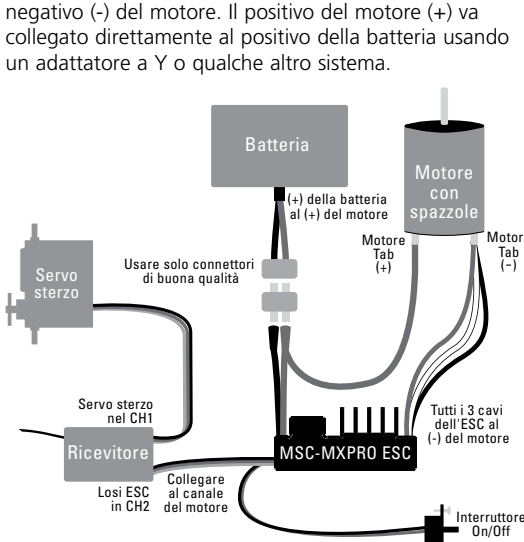 negativo (-) del motore. Il positivo del motore (+) va
collegato direttamente al positivo della batteria usando
un adattatore a Y o qualche altro sistema.
Batteria
Motore
con
spazzole
(+) della batteria
al (+) del motore
Motore
Tab
(+)
Motor
Tab
(-)
Usare solo connettori
di buona qualità
Servo
sterzo
Servo sterzo
nel CH1
Tutti i 3 cavi
dell'ESC al
(-) del motore
Ricevitore
MSC-MXPRO ESC
Losi ESC
in CH2
Collegare
al canale
del motore
Interruttore
On/Off